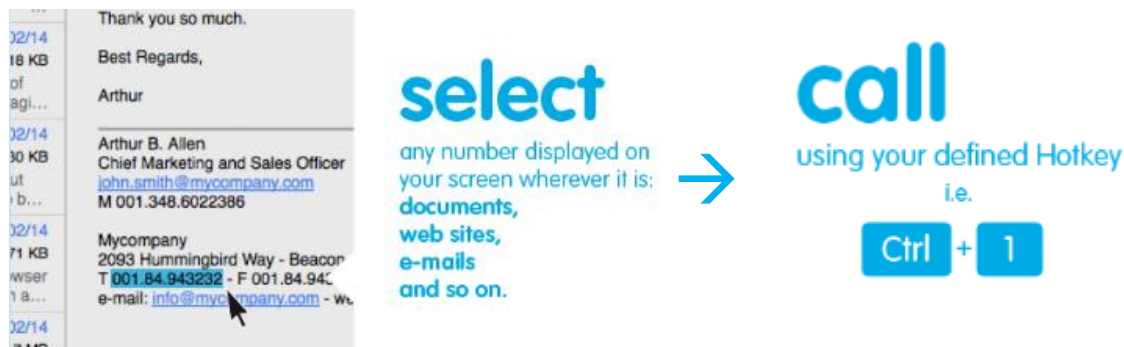 02/14
18 KB
of
agi...
02/14
30 KB
ut
b...
02/14
71 KB
wser
a...
02/14
Thank you so much.
Best Regards,
Arthur
Arthur B. Allen
Chief Marketing and Sales Officer
john.smith@mycompany.com
M 001.348.6022386
Mycompany
2093 Hummingbird Way - Beacon
T 001.84.943232 - F 001.84.943
e-mail: info@mycompany.com - we
select
any number displayed on
your screen wherever it is:
documents,
web sites,
e-mails
and so on.
call
using your defined Hotkey
i.e.
Ctrl + 1